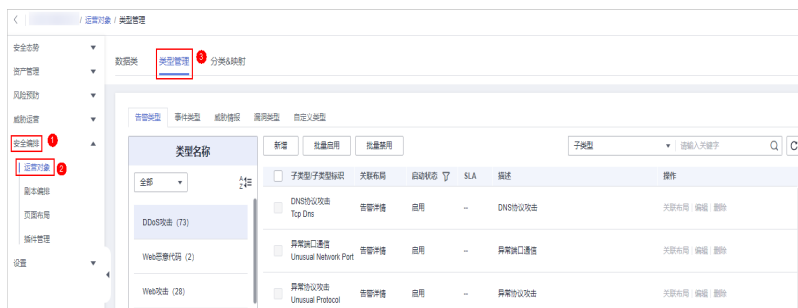 / 运营对象 / 类型管理
安全态势
资产管理
风险预防
威胁运营
安全编排 1
运营对象 2
剧本编排
页面布局
插件管理
设置
数据类 类型管理 3 分类&映射
告警类型 事件类型 威胁情报 漏洞类型 自定义类型
类型名称
全部
DDoS攻击 (73)
Web恶意代码 (2)
Web攻击 (28)
新增 批量启用 批量禁用 子类型 请输入关键字
子类型/子类型标识 关联布局 启动状态 SLA 描述 操作
DNS协议攻击
Tcp Dns
告警详情 启用 -- DNS协议攻击 关联布局 编辑 删除
异常端口通信
Unusual Network Port
告警详情 启用 -- 异常端口通信 关联布局 编辑 删除
异常协议攻击
Unusual Protocol
告警详情 启用 -- 异常协议攻击 关联布局 编辑 删除